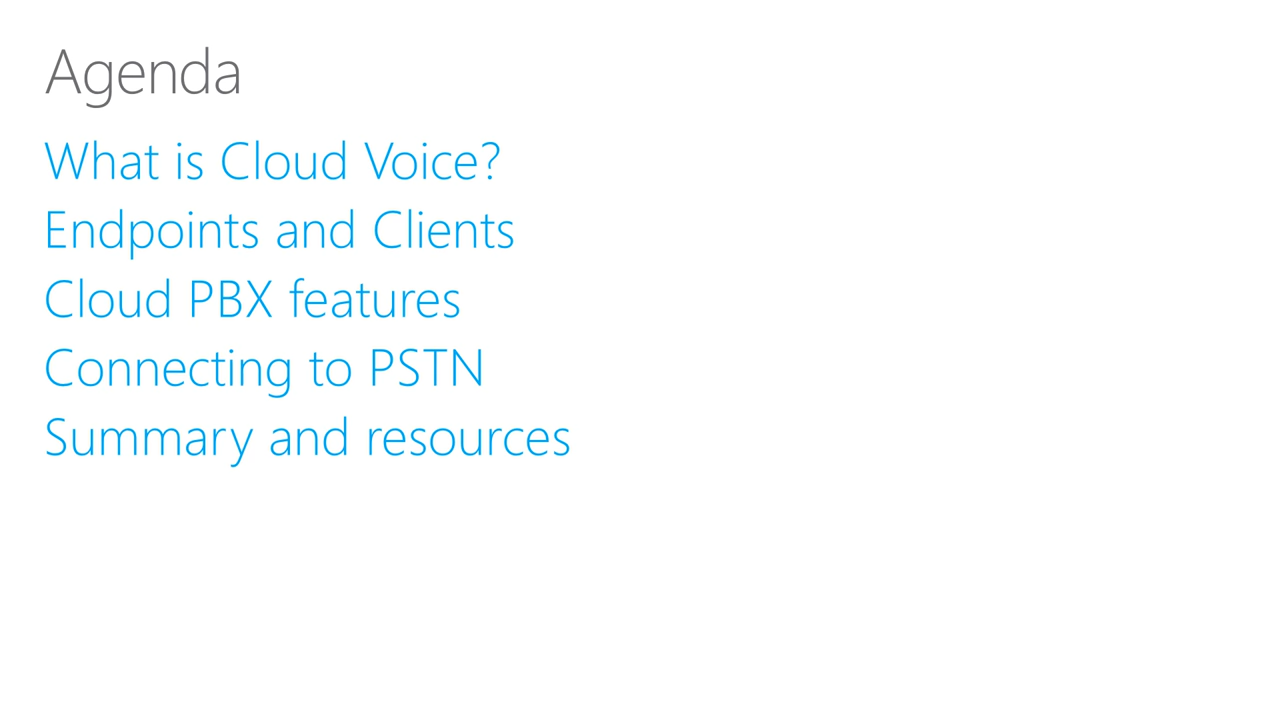 Agenda
What is Cloud Voice?
Endpoints and Clients
Cloud PBX features
Connecting to PSTN
Summary and resources